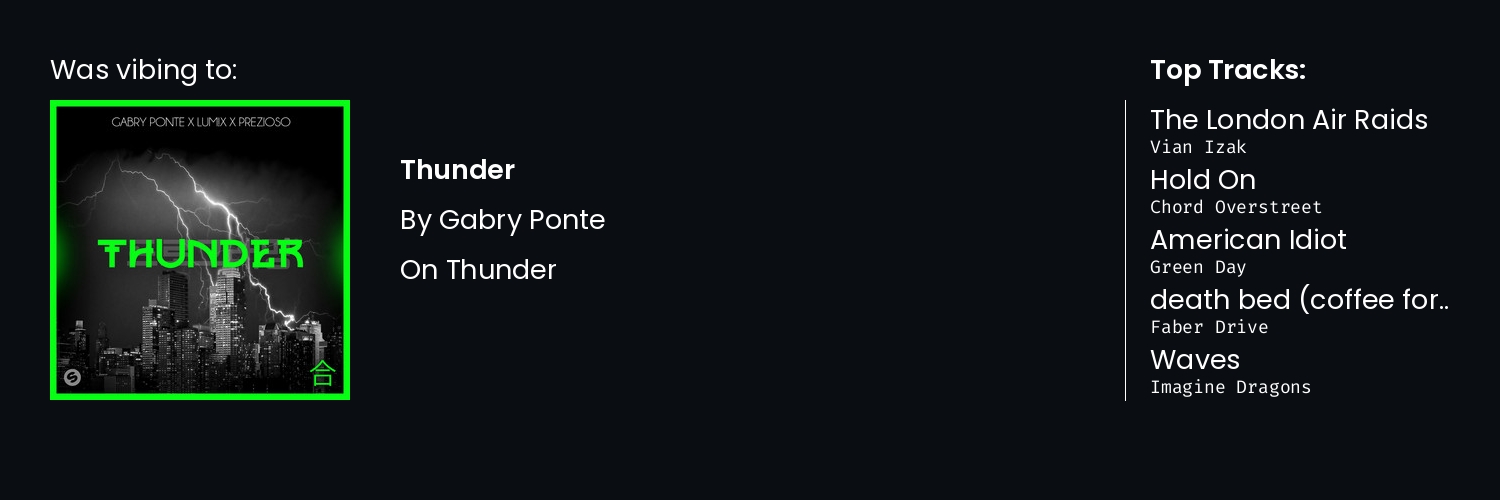 Was vibing to:
GABRY PONTE X LUMIX X PREZIOSO
THUNDER
合
Thunder
By Gabry Ponte
On Thunder
Top Tracks:
The London Air Raids
Vian Izak
Hold On
Chord Overstreet
American Idiot
Green Day
death bed (coffee for..
Faber Drive
Waves
Imagine Dragons